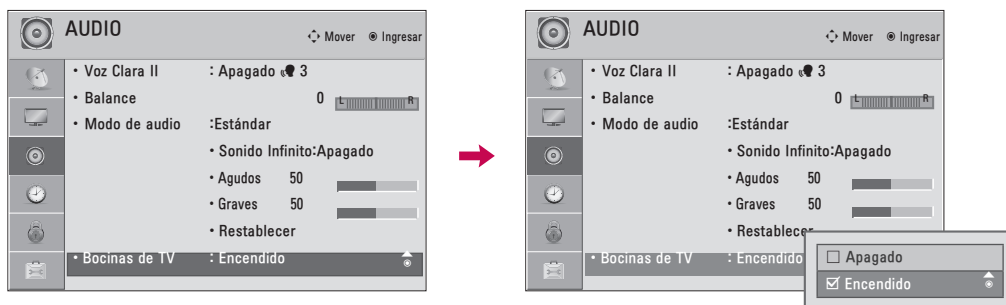 AUDIO
Mover Ingresar
• Voz Clara II : Apagado 3
• Balance 0 L R
• Modo de audio :Estándar
• Sonido Infinito:Apagado
• Agudos 50
• Graves 50
• Restablecer
• Bocinas de TV : Encendido
AUDIO
Mover Ingresar
• Voz Clara II : Apagado 3
• Balance 0 L R
• Modo de audio :Estándar
• Sonido Infinito:Apagado
• Agudos 50
• Graves 50
• Restablecer
• Bocinas de TV : Encendido
Apagado
Encendido